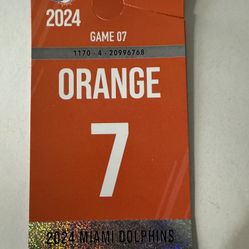 2024
GAME 07
1170 - 4 - 20996768
ORANGE
7
2024 MIAMI DOLPHINS